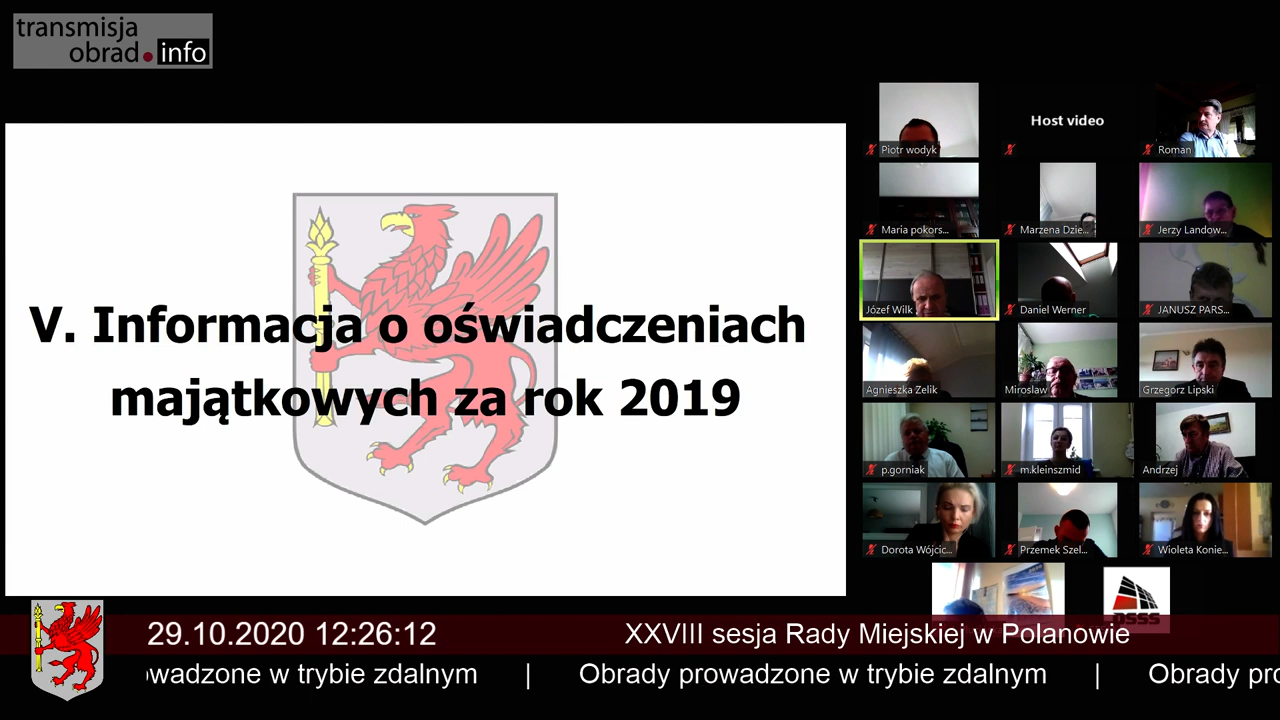 transmisja
obrad.info
V. Informacja o oświadczeniach
majątkowych za rok 2019
Piotr wodyk
Host video
Roman
Maria pokors...
Marzena Dzie...
Jerzy Landow...
Józef Wilk
Daniel Werner
JANUSZ PARS...
Agnieszka Zelik
Mirosław
Grzegorz Lipski
p.gorniak
m.kleinszmid
Andrzej
Dorota Wójcic...
Przemek Szel...
Wioleta Konie...
29.10.2020 12:26:12
XXVIII sesja Rady Miejskiej w Polanowie
owadzone w trybie zdalnym | Obrady prowadzone w trybie zdalnym | Obrady pro